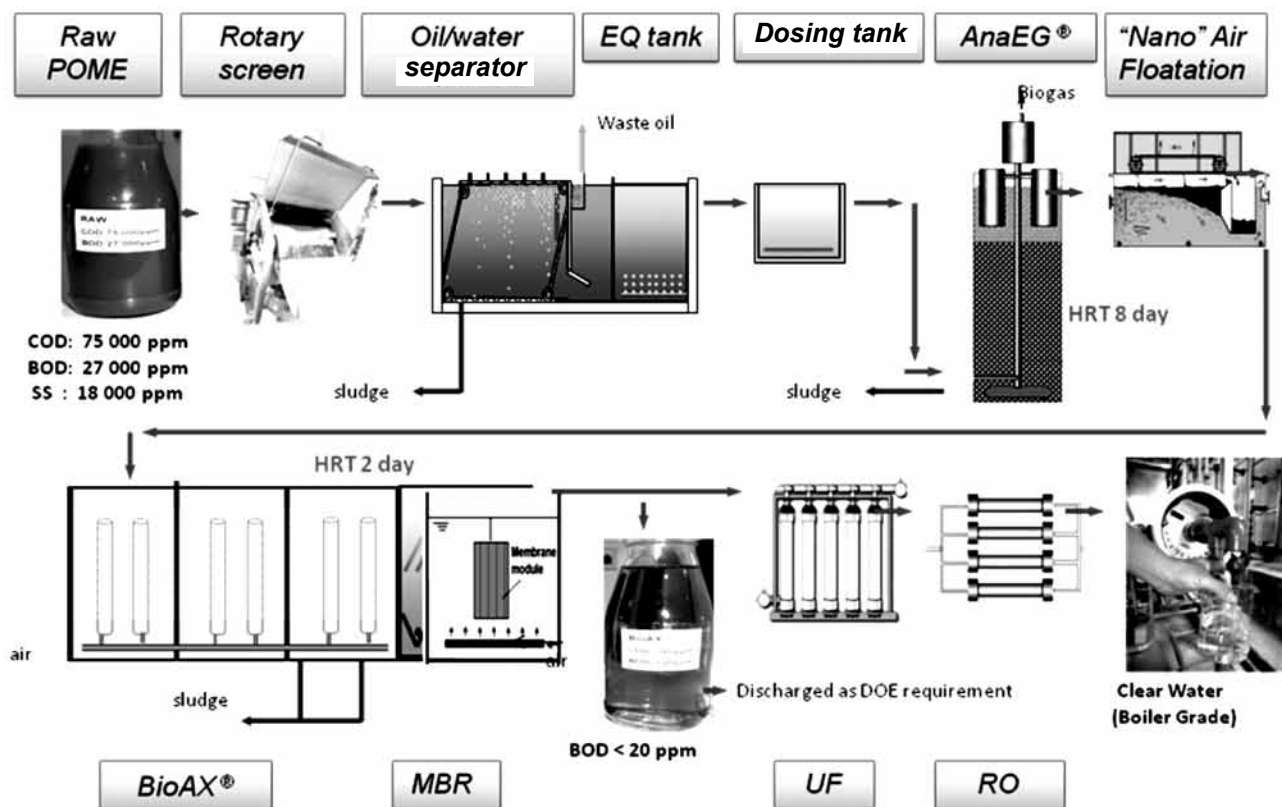 Raw
POME
Rotary
screen
Oil/water
separator
EQ tank
Dosing tank
AnaEG ®
“Nano” Air
Floatation
Biogas
Waste oil
RAW
COD: 75 000 ppm
BOD: 27 000 ppm
SS : 18 000 ppm
HRT 8 day
sludge
sludge
HRT 2 day
Membrane
module
air
air
BioAX
sludge
Discharged as DOE requirement
BOD < 20 ppm
Clear Water
(Boiler Grade)
BioAX ®
MBR
UF
RO